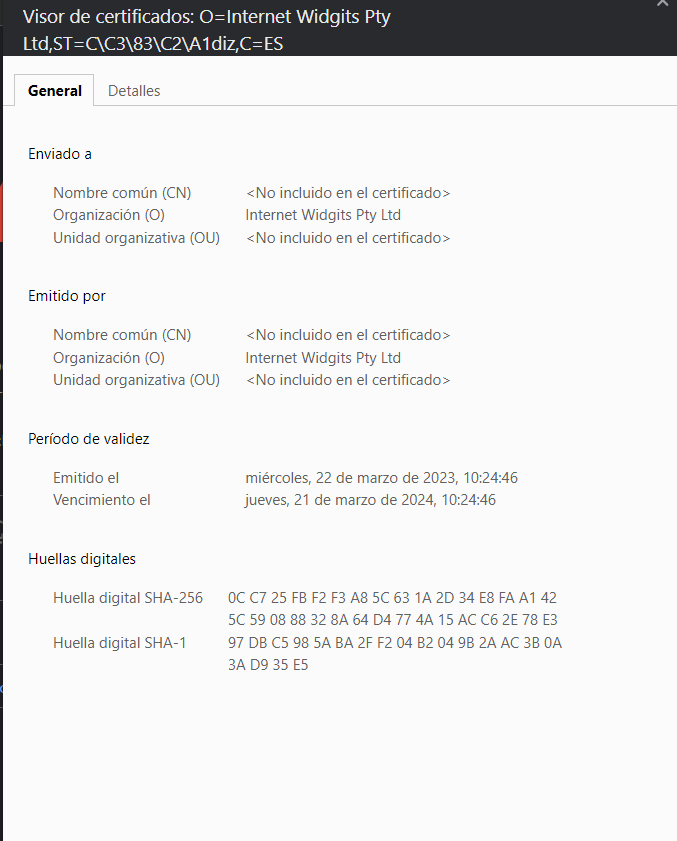 Visor de certificados: O=Internet Widgits Pty
Ltd,ST=C\C3\83\C2\A1diz,C=ES
General Detalles
Enviado a
Nombre común (CN) <No incluido en el certificado>
Organización (O) Internet Widgits Pty Ltd
Unidad organizativa (OU) <No incluido en el certificado>
Emitido por
Nombre común (CN) <No incluido en el certificado>
Organización (O) Internet Widgits Pty Ltd
Unidad organizativa (OU) <No incluido en el certificado>
Período de validez
Emitido el miércoles, 22 de marzo de 2023, 10:24:46
Vencimiento el jueves, 21 de marzo de 2024, 10:24:46
Huellas digitales
Huella digital SHA-256 0C C7 25 FB F2 F3 A8 5C 63 1A 2D 34 E8 FA A1 42
5C 59 08 88 32 8A 64 D4 77 4A 15 AC C6 2E 78 E3
Huella digital SHA-1 97 DB C5 98 5A BA 2F F2 04 B2 04 9B 2A AC 3B 0A
3A D9 35 E5